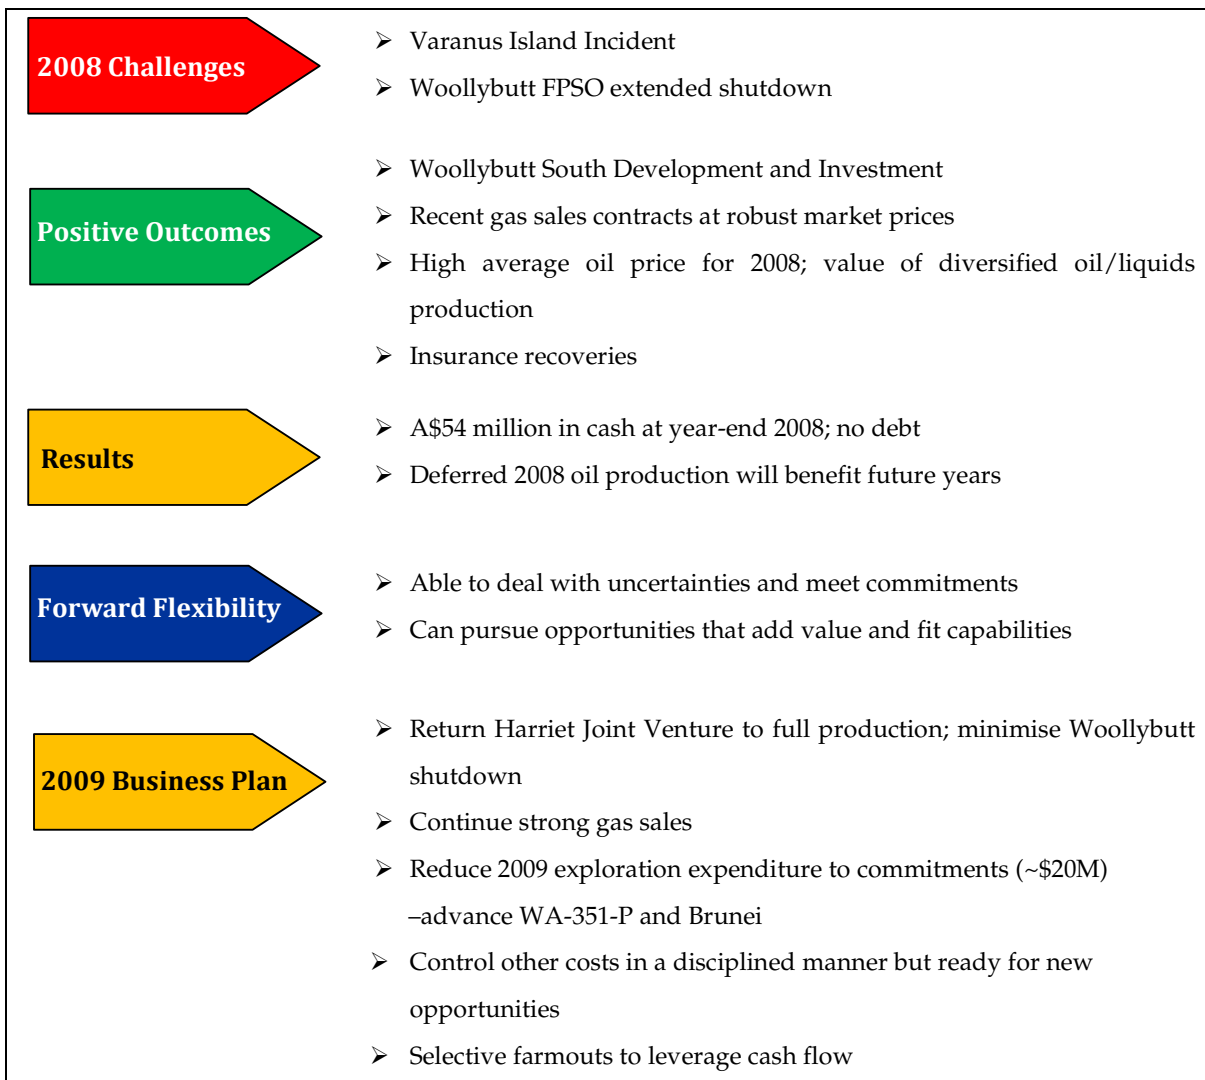 2008 Challenges
➢ Varanus Island Incident
➢ Woollybutt FPSO extended shutdown
Positive Outcomes
➢ Woollybutt South Development and Investment
➢ Recent gas sales contracts at robust market prices
➢ High average oil price for 2008; value of diversified oil/liquids
production
➢ Insurance recoveries
Results
➢ A$54 million in cash at year-end 2008; no debt
➢ Deferred 2008 oil production will benefit future years
Forward Flexibility
➢ Able to deal with uncertainties and meet commitments
➢ Can pursue opportunities that add value and fit capabilities
2009 Business Plan
➢ Return Harriet Joint Venture to full production; minimise Woollybutt
shutdown
➢ Continue strong gas sales
➢ Reduce 2009 exploration expenditure to commitments (~$20M)
–advance WA-351-P and Brunei
➢ Control other costs in a disciplined manner but ready for new
opportunities
➢ Selective farmouts to leverage cash flow